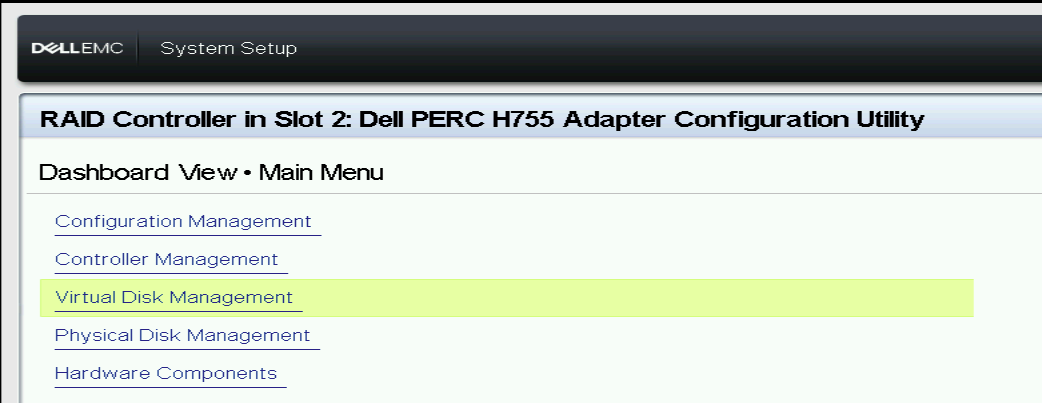 DELLEMC System Setup
RAID Controller in Slot 2: Dell PERC H755 Adapter Configuration Utility
Dashboard View • Main Menu
Configuration Management
Controller Management
Virtual Disk Management
Physical Disk Management
Hardware Components